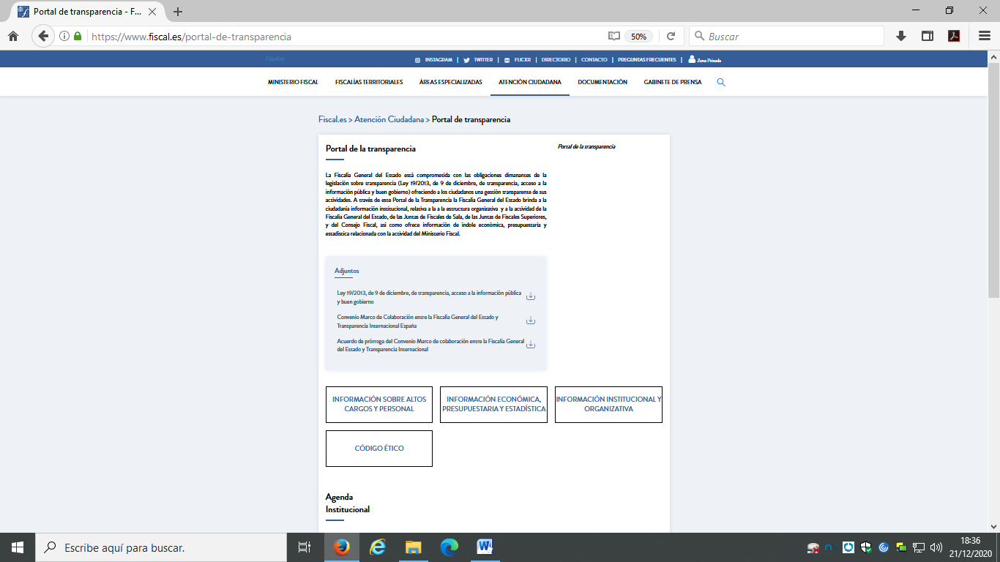 Portal de transparencia - F...
https://www.fiscal.es/portal-de-transparencia
50%
Buscar
Fiscal.es
INSTAGRAM | TWITTER | FLICKR | DIRECTORIO | CONTACTO | PREGUNTAS FRECUENTES | Zona Privada
MINISTERIO FISCAL FISCALÍAS TERRITORIALES ÁREAS ESPECIALIZADAS ATENCIÓN CIUDADANA DOCUMENTACIÓN GABINETE DE PRENSA
Fiscal.es > Atención Ciudadana > Portal de transparencia
Portal de la transparencia
Portal de la transparencia
La Fiscalía General del Estado está comprometida con las obligaciones dimanantes de la
legislación sobre transparencia (Ley 19/2013, de 9 de diciembre, de transparencia, acceso a la
información pública y buen gobierno) ofreciendo a los ciudadanos una gestión transparente de sus
actividades. A través de este Portal de la Transparencia la Fiscalía General del Estado brinda a la
ciudadanía información institucional, relativa a la a la estructura organizativa y a la actividad de la
Fiscalía General del Estado, de las Juntas de Fiscales de Sala, de las Juntas de Fiscales Superiores,
y del Consejo Fiscal, así como ofrece información de índole económica, presupuestaria y
estadística relacionada con la actividad del Ministerio Fiscal.
Adjuntos
Ley 19/2013, de 9 de diciembre, de transparencia, acceso a la información pública
y buen gobierno
Convenio Marco de Colaboración entre la Fiscalía General del Estado y
Transparencia Internacional España
Acuerdo de prórroga del Convenio Marco de colaboración entre la Fiscalía General
del Estado y Transparencia Internacional
INFORMACIÓN SOBRE ALTOS
CARGOS Y PERSONAL
INFORMACIÓN ECONÓMICA,
PRESUPUESTARIA Y ESTADÍSTICA
INFORMACIÓN INSTITUCIONAL Y
ORGANIZATIVA
CÓDIGO ÉTICO
Agenda
Institucional
Escribe aquí para buscar.
18:36
21/12/2020